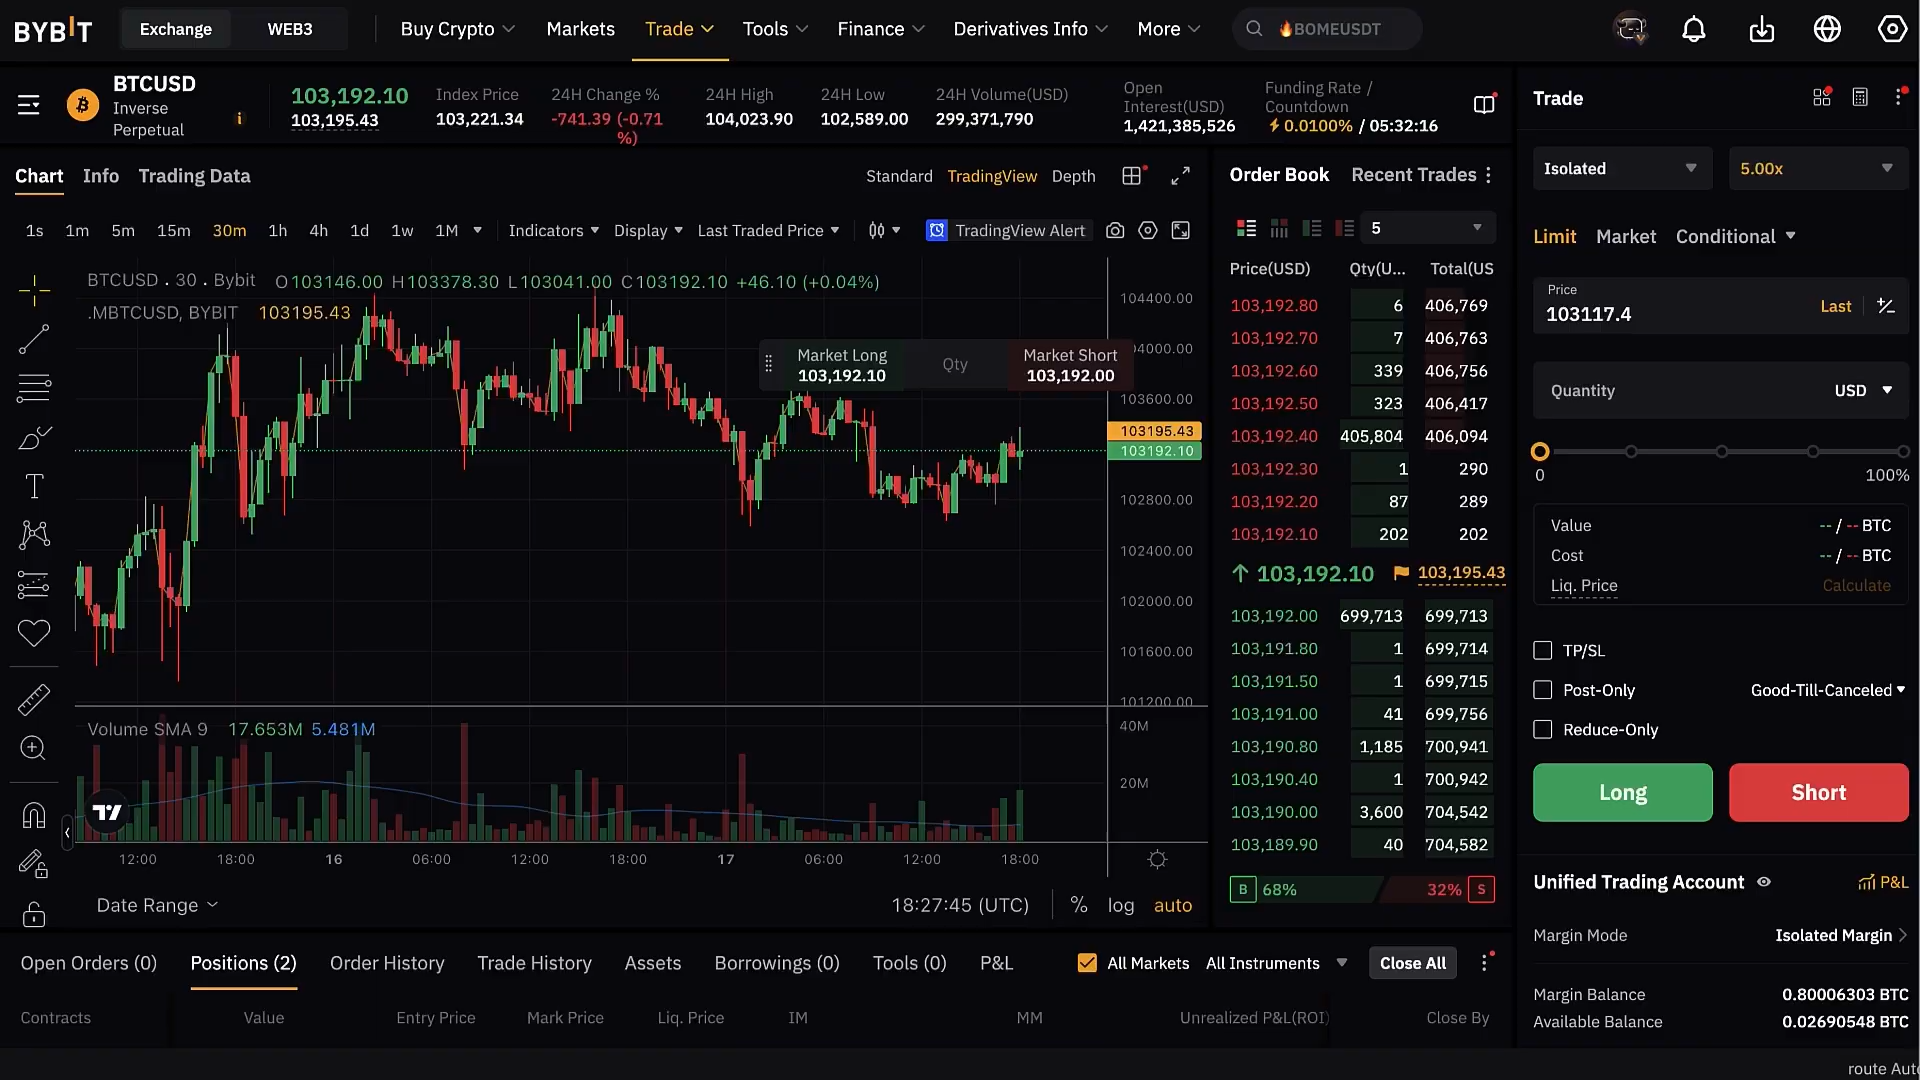 BYBIT
Exchange WEB3 Buy Crypto Markets Trade Tools Finance Derivatives Info More 🔥BOMEUSDT
BTCUSD
Inverse
Perpetual
103,192.10
103,195.43
Index Price
103,221.34
24H Change %
-741.39 (-0.71
%)
24H High
104,023.90
24H Low
102,589.00
24H Volume(USD)
299,371,790
Open
Interest(USD)
1,421,385,526
Funding Rate /
Countdown
0.0100% / 05:32:16
Chart Info Trading Data
Standard TradingView Depth
1s 1m 5m 15m 30m 1h 4h 1d 1w 1M Indicators Display Last Traded Price TradingView Alert
BTCUSD . 30 . Bybit O103146.00 H103378.30 L103041.00 C103192.10 +46.10 (+0.04%)
.MBTCUSD, BYBIT 103195.43
Market Long
103,192.10
Qty
Market Short
103,192.00
104400.00
04000.00
103600.00
103195.43
103192.10
102800.00
102400.00
102000.00
101600.00
101200.00
Volume SMA 9 17.653M 5.481M
40M
20M
12:00 18:00 16 06:00 12:00 18:00 17 06:00 12:00 18:00
Date Range
18:27:45 (UTC) % log auto
Order Book Recent Trades
5
Price(USD) Qty(U... Total(US
103,192.80 6 406,769
103,192.70 7 406,763
103,192.60 339 406,756
103,192.50 323 406,417
103,192.40 405,804 406,094
103,192.30 1 290
103,192.20 87 289
103,192.10 202 202
103,192.10 103,195.43
103,192.00 699,713 699,713
103,191.80 1 699,714
103,191.50 1 699,715
103,191.00 41 699,756
103,190.80 1,185 700,941
103,190.40 1 700,942
103,190.00 3,600 704,542
103,189.90 40 704,582
B 68% 32% S
Trade
Isolated 5.00x
Limit Market Conditional
Price
103117.4 Last
Quantity USD
0 100%
Value -- / -- BTC
Cost -- / -- BTC
Liq. Price Calculate
TP/SL
Post-Only Good-Till-Canceled
Reduce-Only
Long Short
Unified Trading Account P&L
Margin Mode Isolated Margin
Margin Balance 0.80006303 BTC
Available Balance 0.02690548 BTC
Open Orders (0) Positions (2) Order History Trade History Assets Borrowings (0) Tools (0) P&L All Markets All Instruments Close All
Contracts Value Entry Price Mark Price Liq. Price IM MM Unrealized P&L(ROI) Close By
route Auto